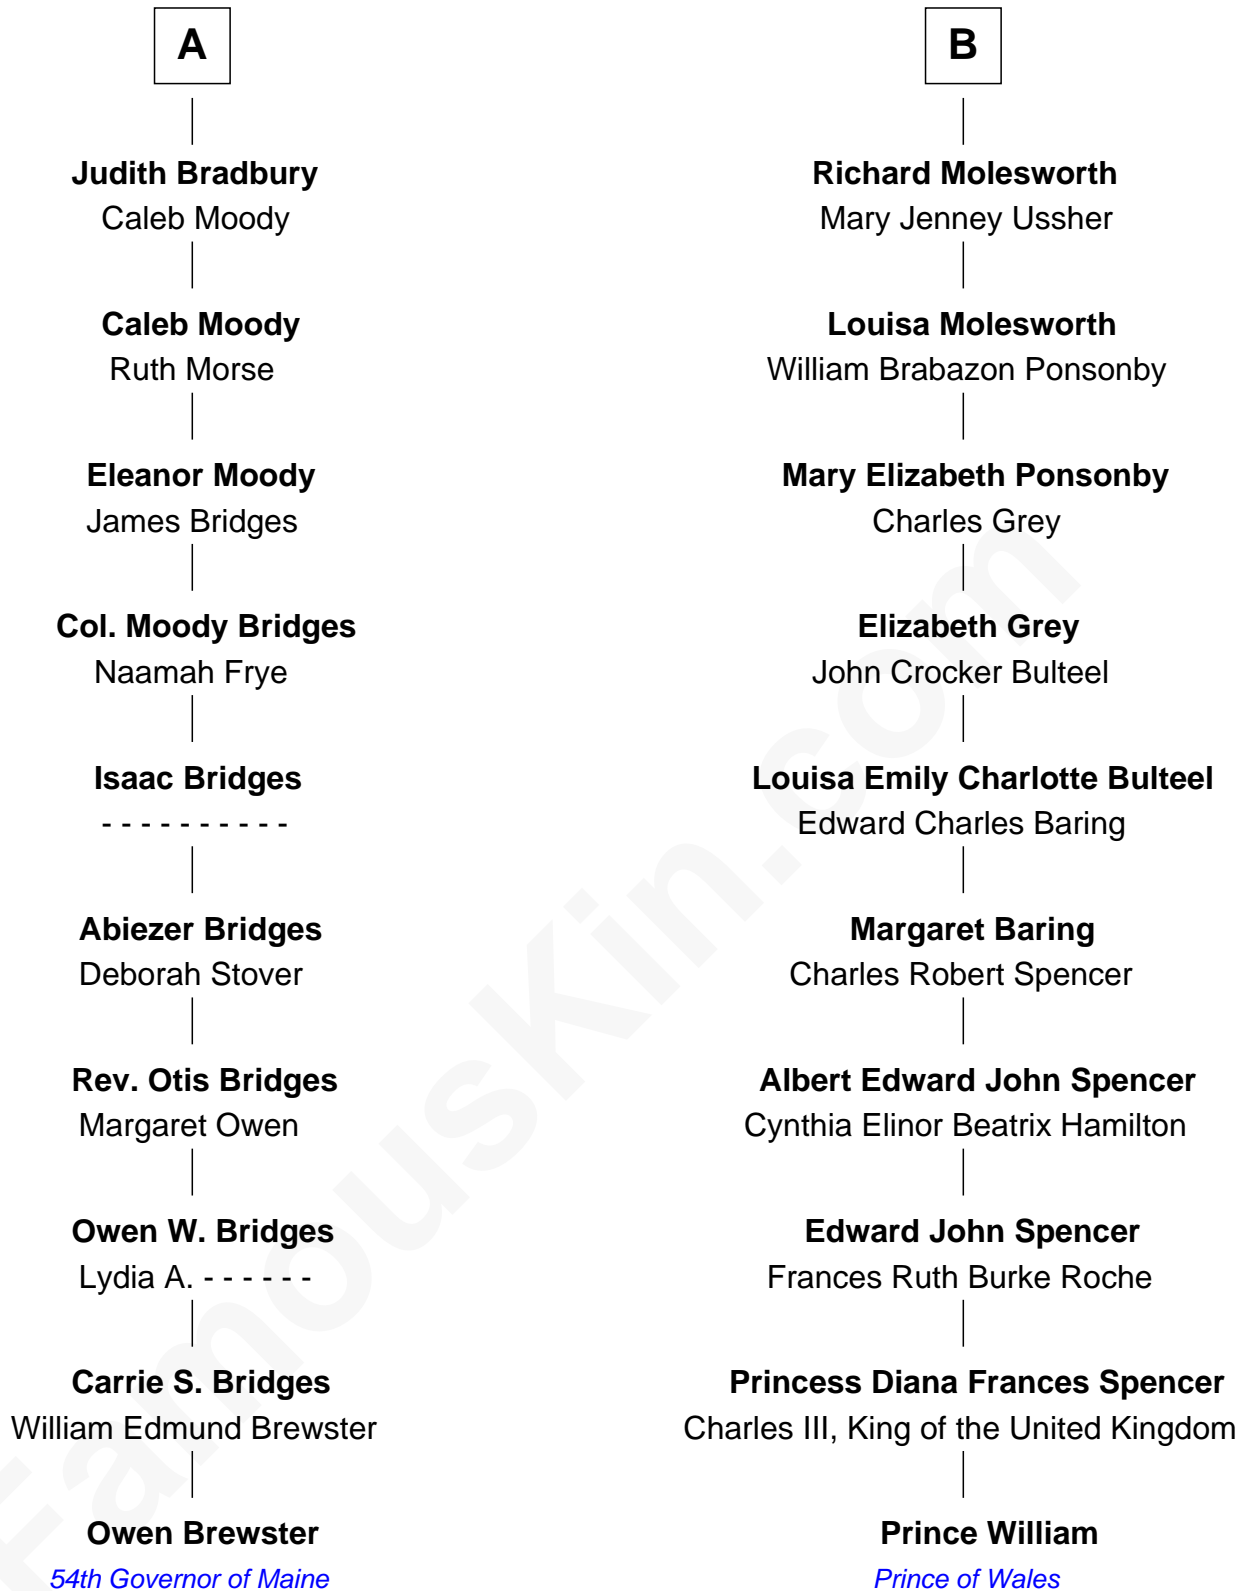 A
Judith Bradbury
Caleb Moody
Caleb Moody
Ruth Morse
Eleanor Moody
James Bridges
Col. Moody Bridges
Naamah Frye
Isaac Bridges
- - - - - - - - - -
Abiezer Bridges
Deborah Stover
Rev. Otis Bridges
Margaret Owen
Owen W. Bridges
Lydia A. - - - - - -
Carrie S. Bridges
William Edmund Brewster
Owen Brewster
54th Governor of Maine
B
Richard Molesworth
Mary Jenney Ussher
Louisa Molesworth
William Brabazon Ponsonby
Mary Elizabeth Ponsonby
Charles Grey
Elizabeth Grey
John Crocker Bulteel
Louisa Emily Charlotte Bulteel
Edward Charles Baring
Margaret Baring
Charles Robert Spencer
Albert Edward John Spencer
Cynthia Elinor Beatrix Hamilton
Edward John Spencer
Frances Ruth Burke Roche
Princess Diana Frances Spencer
Charles III, King of the United Kingdom
Prince William
Prince of Wales
FamousKin.com